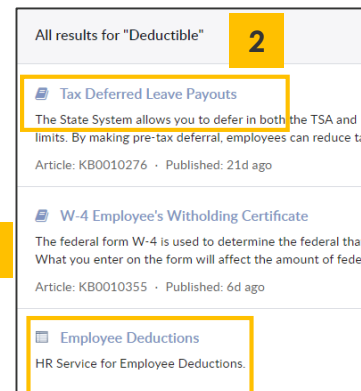 All results for "Deductible"
2
Tax Deferred Leave Payouts
The State System allows you to defer in both the TSA and
limits. By making pre-tax deferral, employees can reduce
Article: KB0010276 · Published: 21d ago
W-4 Employee's Witholding Certificate
The federal form W-4 is used to determine the federal tha
What you enter on the form will affect the amount of fede
Article: KB0010355 · Published: 6d ago
Employee Deductions
HR Service for Employee Deductions.